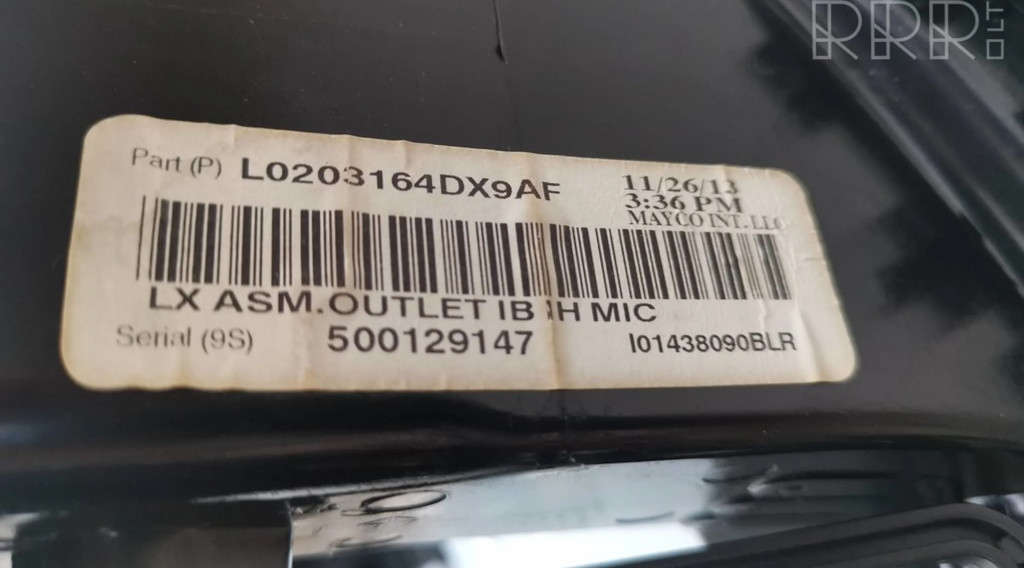 RRR.LT
Part (P) L0203164DX9AF
11/26/13
3:36 PM
MAYCO INT. LLC
LX ASM.OUTLET IB MIC
Serial (9S) 500129147
I01438090BLR